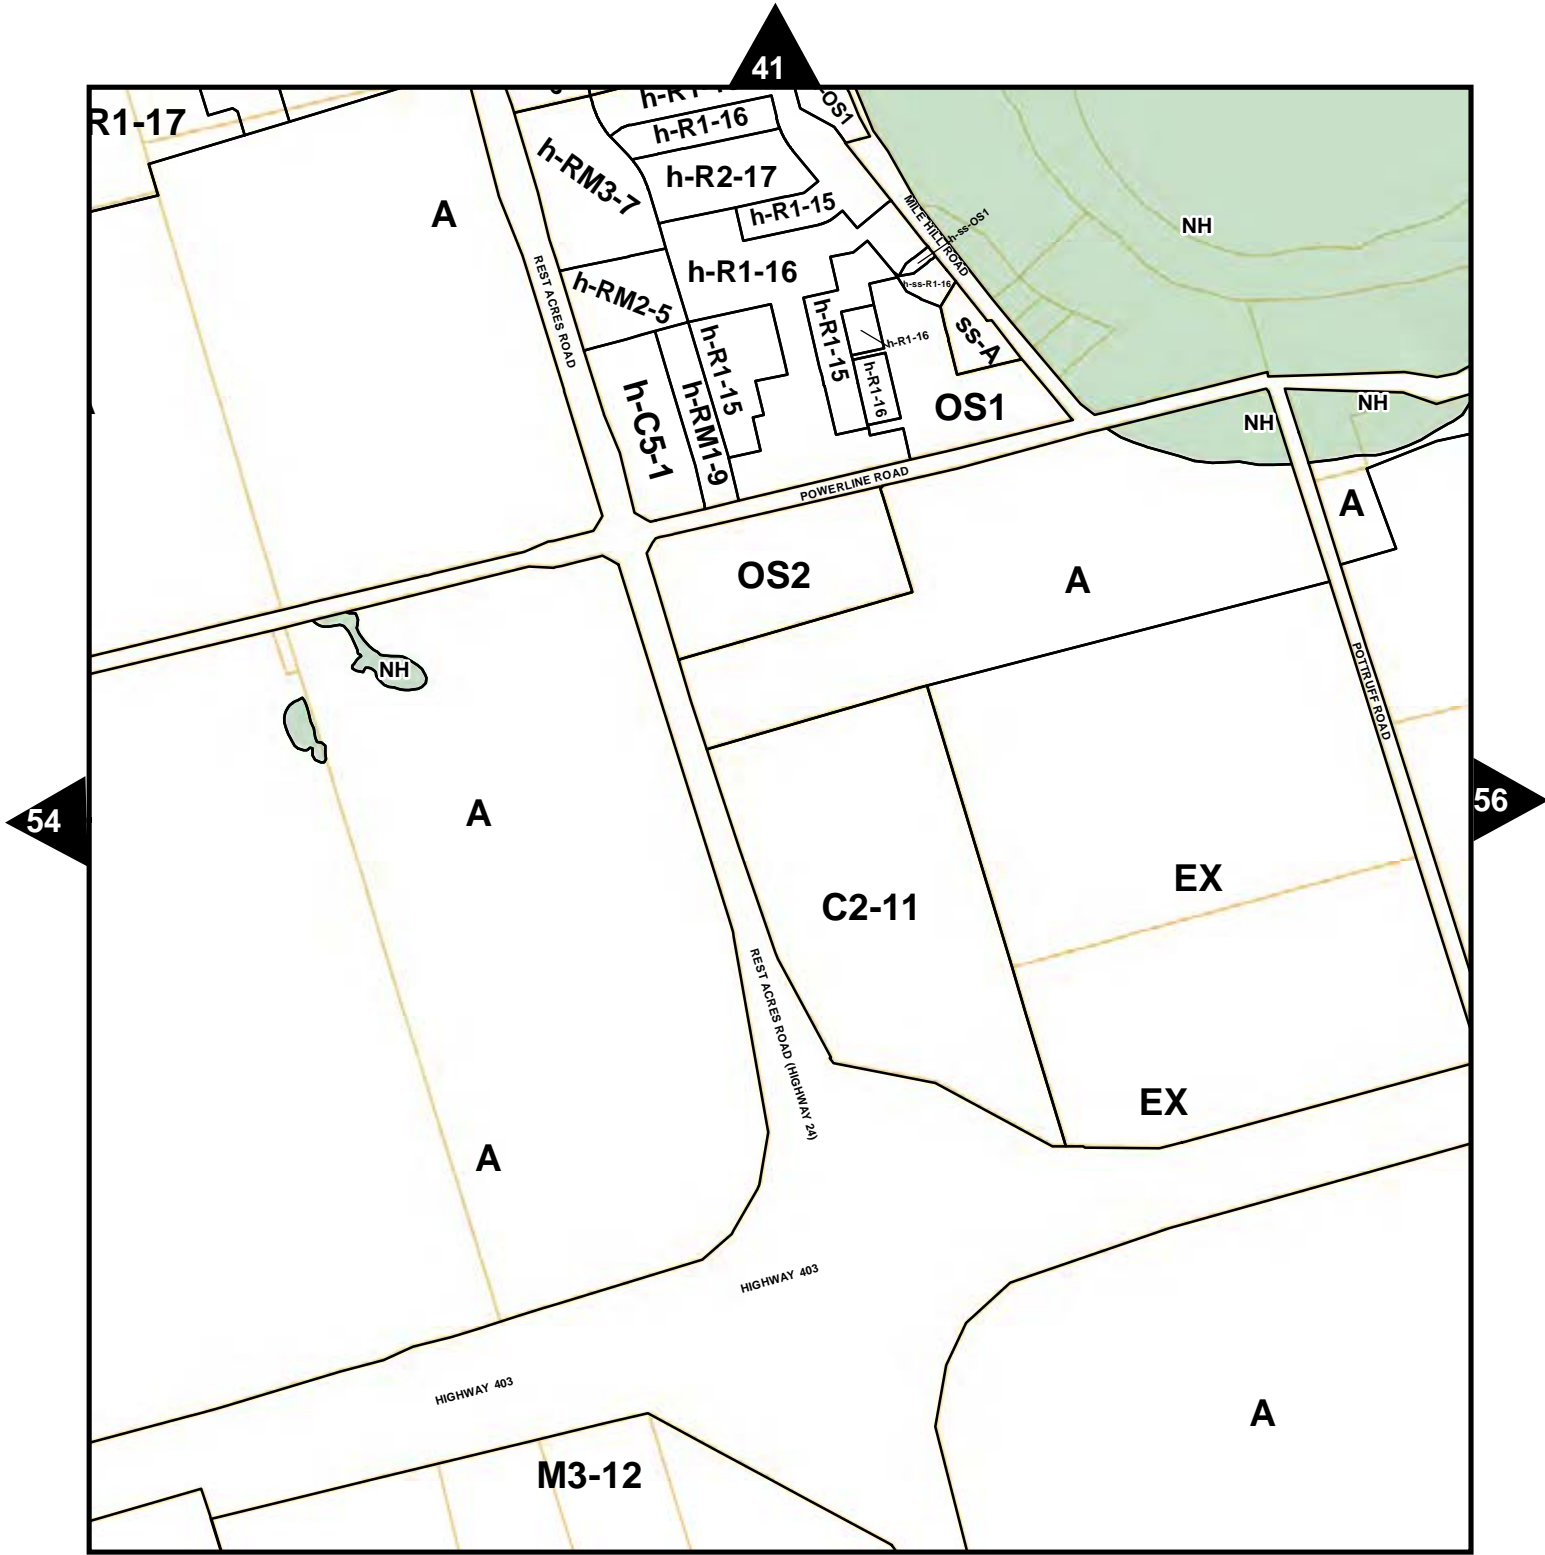 41
R1-17
h-R1-16
-OS1
h-RM3-7
h-R2-17
A
h-R1-15
MILE HILL ROAD
h-ss-OS1
NH
REST ACRES ROAD
h-R1-16
h-RM2-5
h-ss-R1-16
h-R1-15
h-R1-15
h-R1-16
ss-A
h-C5-1
h-RM1-9
h-R1-16
OS1
NH
NH
POWERLINE ROAD
A
OS2
A
NH
POTTRUFF ROAD
54
A
56
C2-11
EX
REST ACRES ROAD (HIGHWAY 24)
EX
A
HIGHWAY 403
HIGHWAY 403
A
M3-12